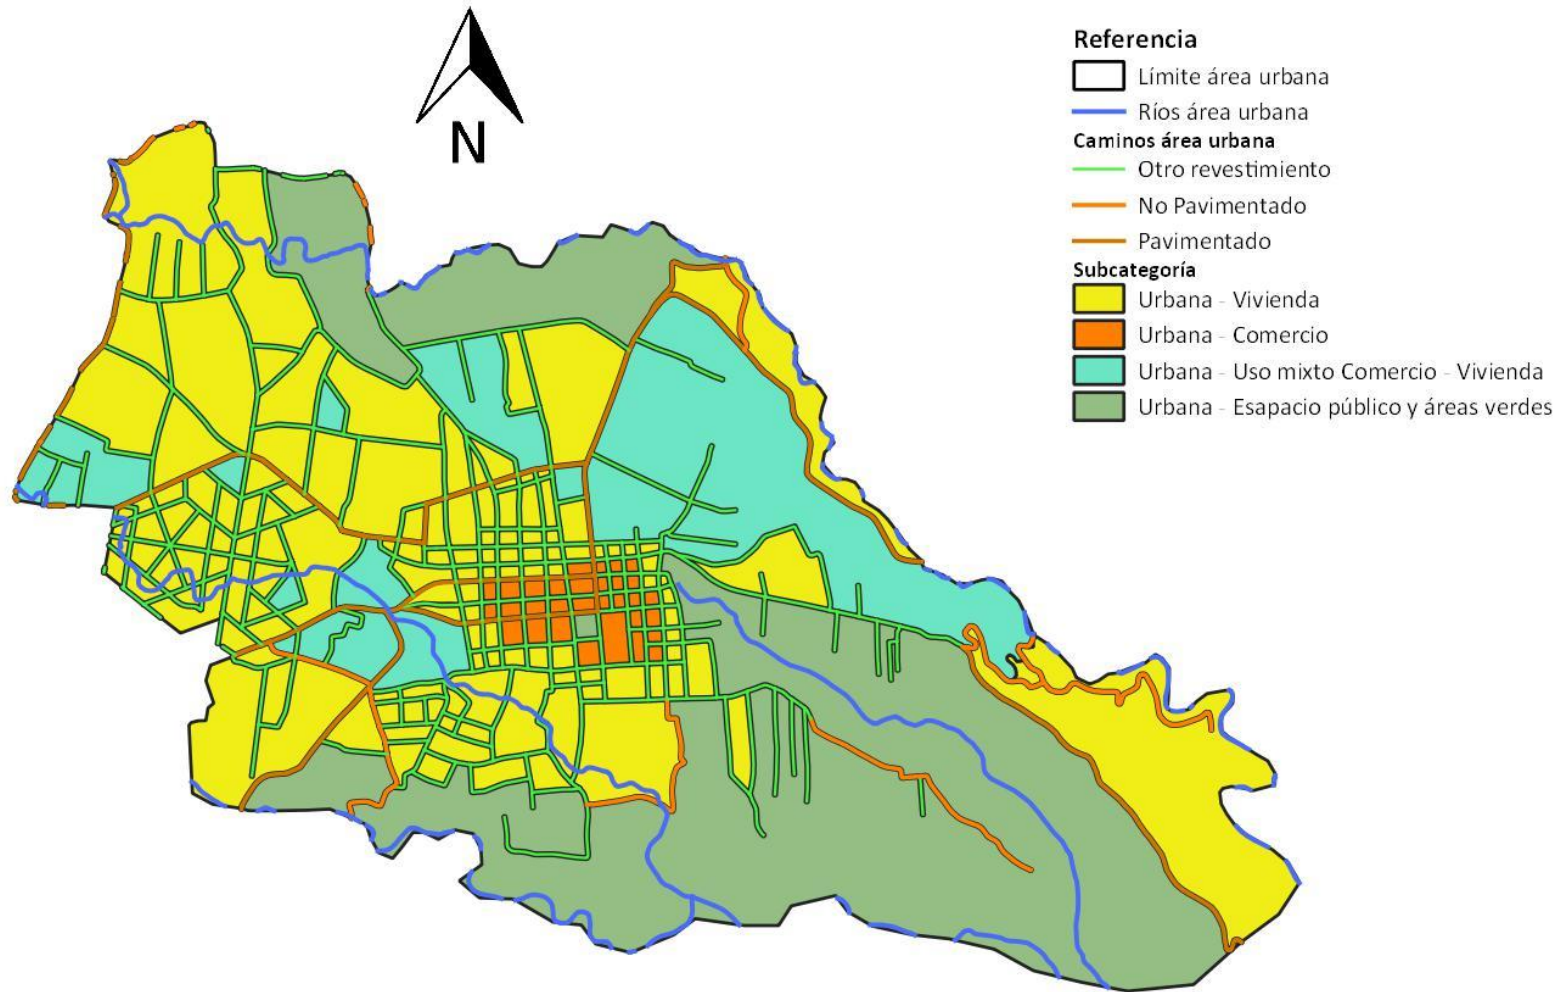 N
Referencia
Límite área urbana
Ríos área urbana
Caminos área urbana
Otro revestimiento
No Pavimentado
Pavimentado
Subcategoría
Urbana - Vivienda
Urbana - Comercio
Urbana - Uso mixto Comercio - Vivienda
Urbana - Esapacio público y áreas verdes